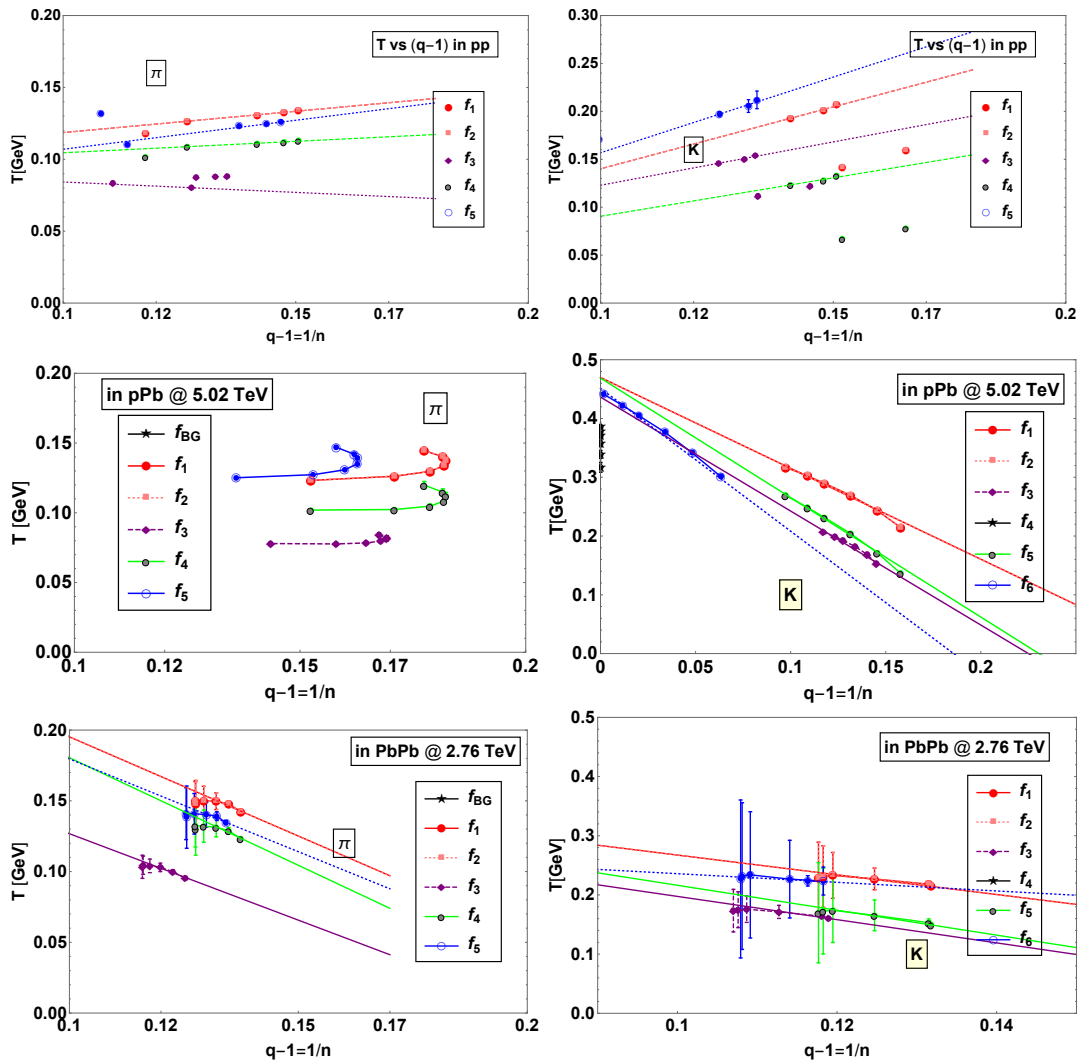 0.20
0.15
0.10
0.05
0.00
T[GeV]
T vs (q-1) in pp
π
f1
f2
f3
f4
f5
0.1
0.12
0.15
0.17
0.2
q-1=1/n
0.30
0.25
0.20
0.15
0.10
0.05
0.00
T[GeV]
T vs (q-1) in pp
K
f1
f2
f3
f4
f5
0.1
0.12
0.15
0.17
0.2
q-1=1/n
0.20
0.15
0.10
0.05
0.00
T [GeV]
in pPb @ 5.02 TeV
π
fBG
f1
f2
f3
f4
f5
0.1
0.15
0.17
0.2
q-1=1/n
0.5
0.4
0.3
0.2
0.1
0.00
T[GeV]
in pPb @ 5.02 TeV
K
f1
f2
f3
f4
f5
f6
0
0.03
0.063
0.1
0.15
0.2
q-1=1/n
0.20
0.15
0.10
0.05
0.00
T [GeV]
in PbPb @ 2.76 TeV
π
fBG
f1
f2
f3
f4
f5
0.1
0.12
0.15
0.17
0.2
q-1=1/n
0.5
0.4
0.3
0.2
0.1
0.00
T[GeV]
in PbPb @ 2.76 TeV
K
f1
f2
f3
f4
f5
f6
0.1
0.12
0.14
q-1=1/n